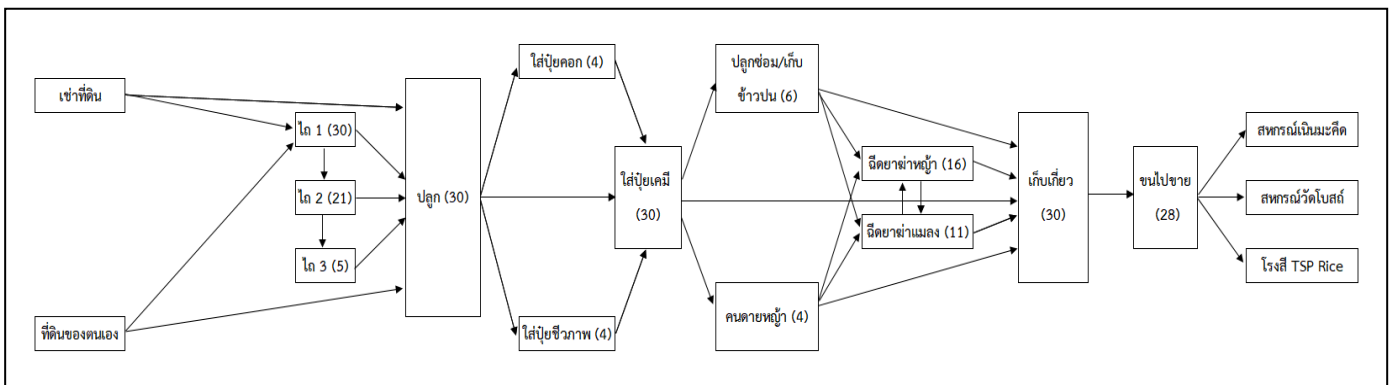 เช่าที่ดิน
ที่ดินของตนเอง
ไถ 1 (30)
ไถ 2 (21)
ไถ 3 (5)
ปลูก (30)
ใส่ปุ๋ยคอก (4)
ใส่ปุ๋ยชีวภาพ (4)
ใส่ปุ๋ยเคมี
(30)
ปลูกซ่อม/เก็บ
ข้าวปน (6)
คนดายหญ้า (4)
ฉีดยาฆ่าหญ้า (16)
ฉีดยาฆ่าแมลง (11)
เก็บเกี่ยว
(30)
ขนไปขาย
(28)
สหกรณ์เนินมะคึด
สหกรณ์วัดโบสถ์
โรงสี TSP Rice